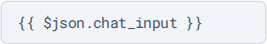 {{ $json.chat_input }}